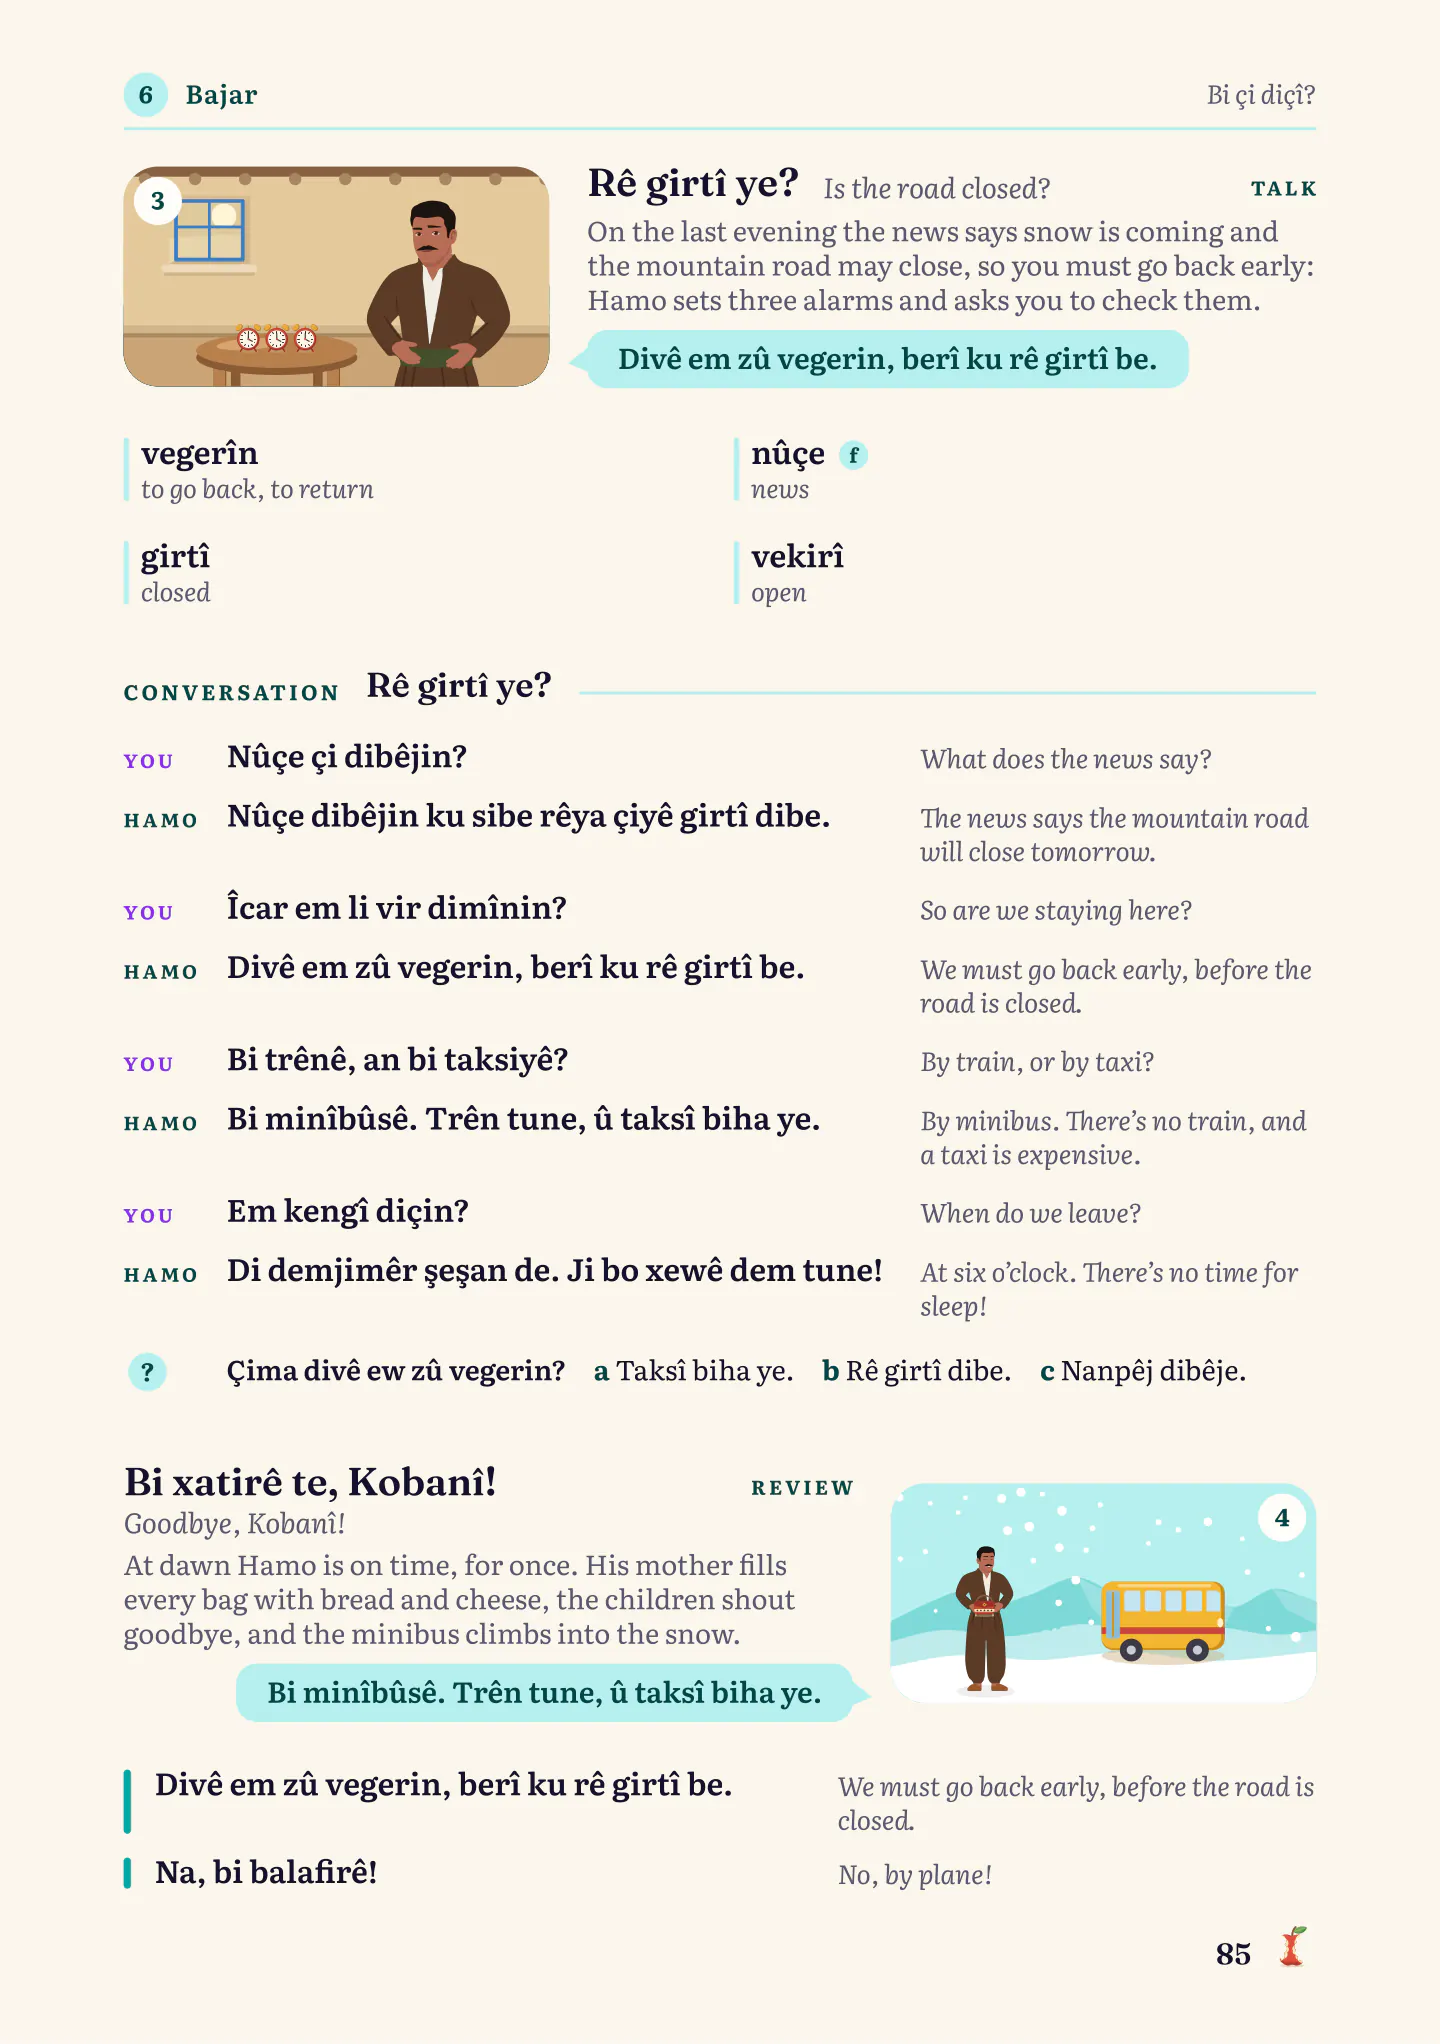 6 Bajar
Bi çi diçî?
3
Rê girtî ye? Is the road closed? TALK
On the last evening the news says snow is coming and
the mountain road may close, so you must go back early:
Hamo sets three alarms and asks you to check them.
Divê em zû vegerin, berî ku rê girtî be.
vegerîn
to go back, to return
nûçe f
news
girtî
closed
vekirî
open
CONVERSATION Rê girtî ye?
YOU Nûçe çi dibêjin? What does the news say?
HAMO Nûçe dibêjin ku sibe rêya çiyê girtî dibe. The news says the mountain road
will close tomorrow.
YOU Îcar em li vir dimînin? So are we staying here?
HAMO Divê em zû vegerin, berî ku rê girtî be. We must go back early, before the
road is closed.
YOU Bi trênê, an bi taksiyê? By train, or by taxi?
HAMO Bi minîbûsê. Trên tune, û taksî biha ye. By minibus. There's no train, and
a taxi is expensive.
YOU Em kengî diçin? When do we leave?
HAMO Di demjimêr şeşan de. Ji bo xewê dem tune! At six o'clock. There's no time for
sleep!
? Çima divê ew zû vegerin? a Taksî biha ye. b Rê girtî dibe. c Nanpêj dibêje.
Bi xatirê te, Kobanî! REVIEW
Goodbye, Kobanî!
At dawn Hamo is on time, for once. His mother fills
every bag with bread and cheese, the children shout
goodbye, and the minibus climbs into the snow.
Bi minîbûsê. Trên tune, û taksî biha ye.
4
Divê em zû vegerin, berî ku rê girtî be. We must go back early, before the road is
closed.
Na, bi balafirê! No, by plane!
85